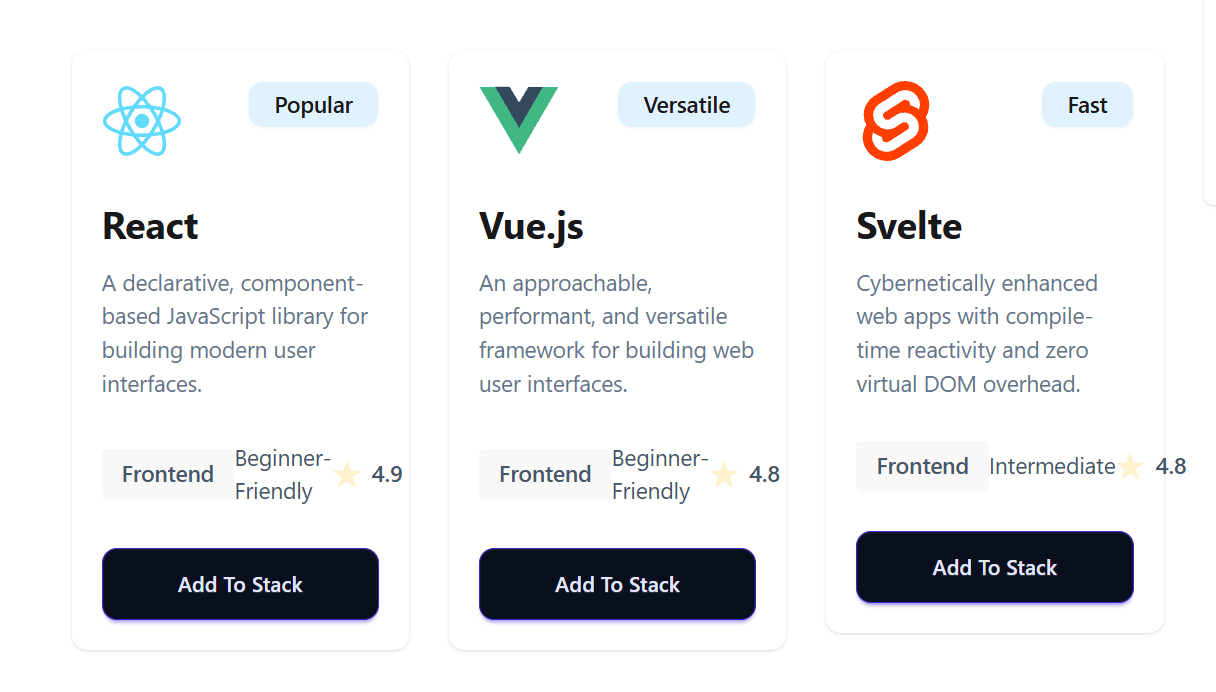 Popular
React
A declarative, component-
based JavaScript library for
building modern user
interfaces.
Frontend
Beginner-
Friendly
4.9
Add To Stack
Versatile
Vue.js
An approachable,
performant, and versatile
framework for building web
user interfaces.
Frontend
Beginner-
Friendly
4.8
Add To Stack
Fast
Svelte
Cybernetically enhanced
web apps with compile-
time reactivity and zero
virtual DOM overhead.
Frontend
Intermediate
4.8
Add To Stack